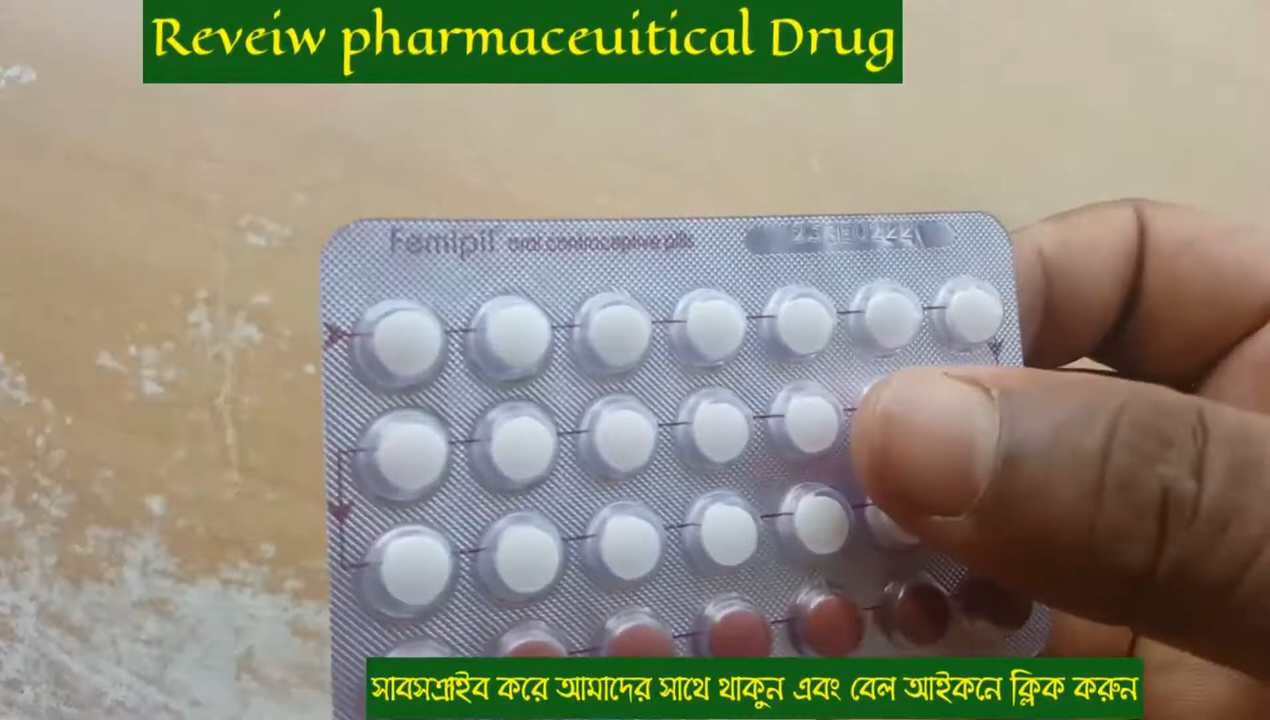 Reveiw pharmaceuitical Drug
Femipil oral contraceptive pills
সাবসক্রাইব করে আমাদের সাথে থাকুন এবং বেল আইকনে ক্লিক করুন